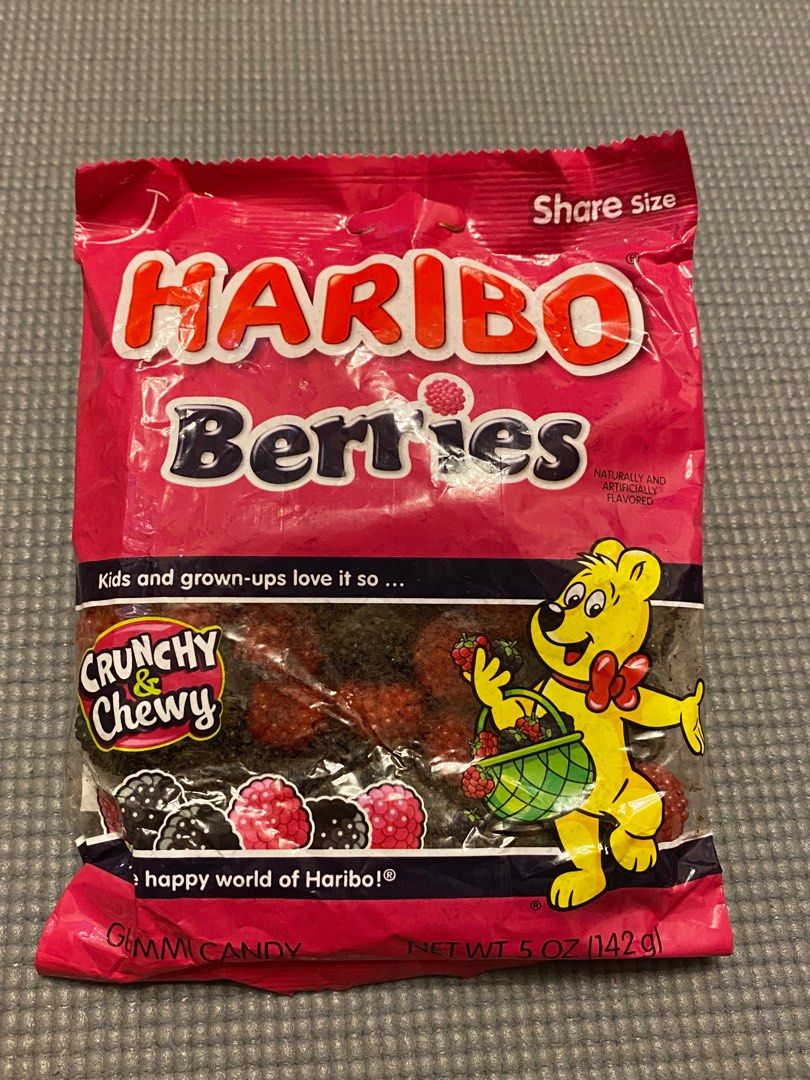 Share Size
HARIBO®
Berries
NATURALLY AND
ARTIFICIALLY
FLAVORED
Kids and grown-ups love it so ...
CRUNCHY
&
Chewy
happy world of Haribo!®
®
GUMMI CANDY NET WT. 5 OZ (142 g)